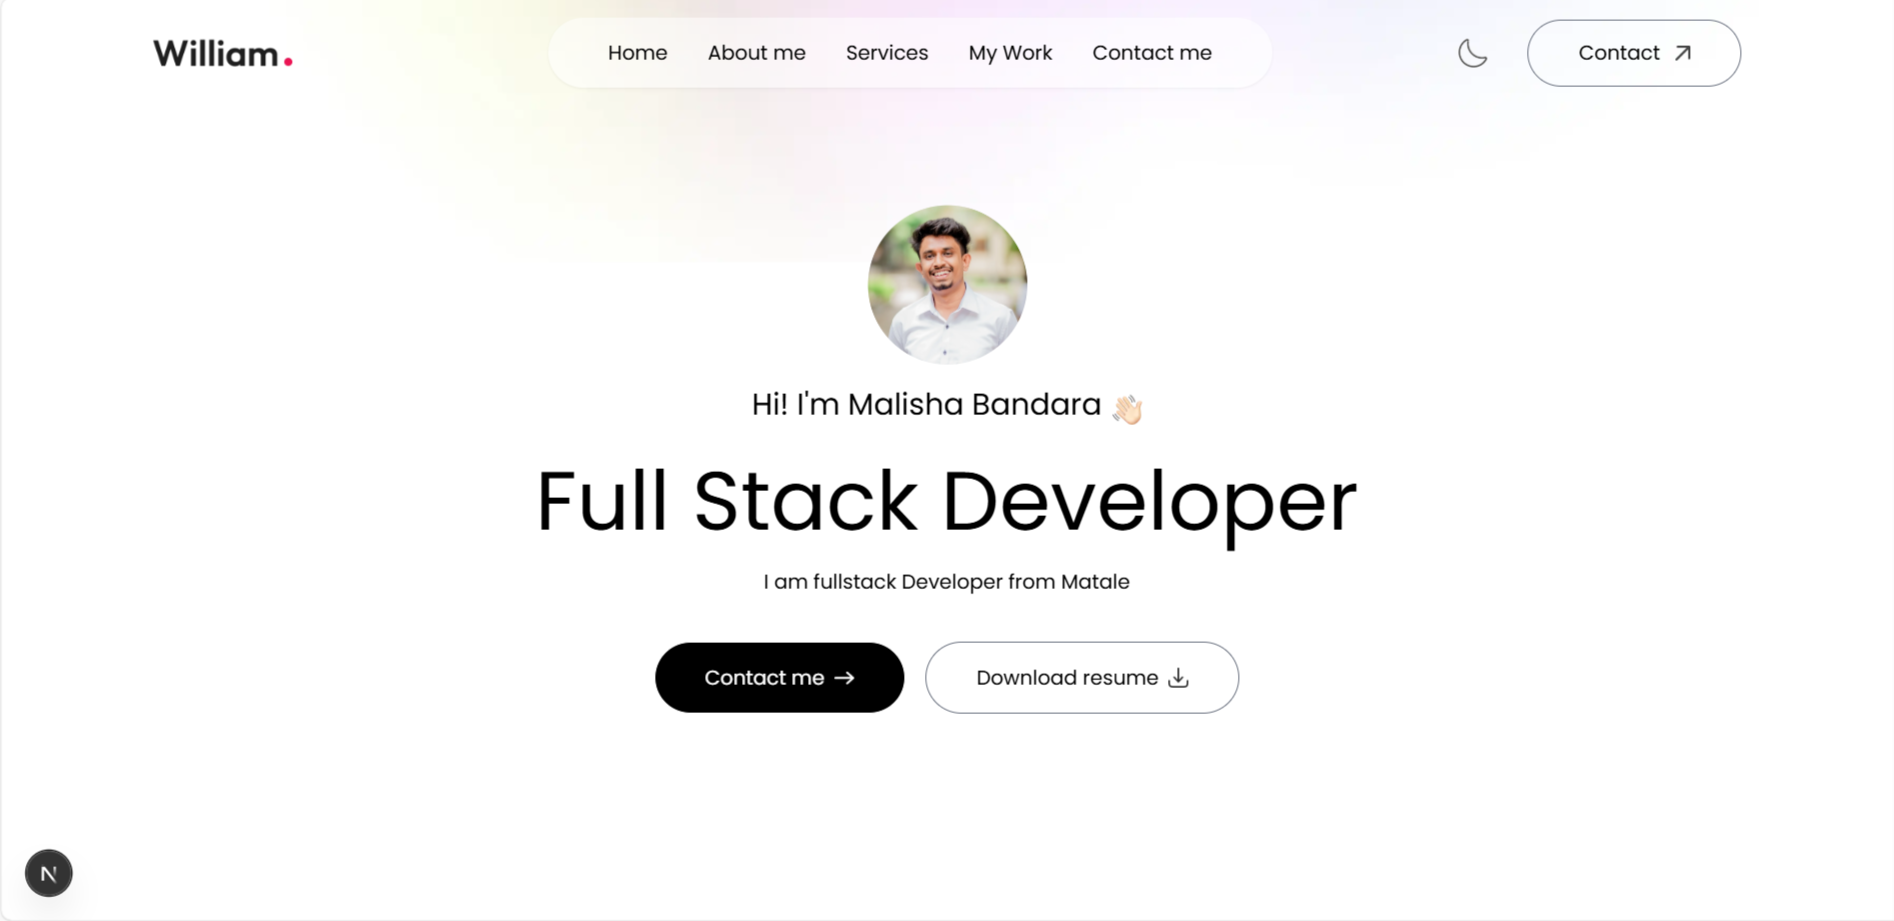 William.
Home About me Services My Work Contact me
Contact
Hi! I'm Malisha Bandara 👋🏻
Full Stack Developer
I am fullstack Developer from Matale
Contact me →
Download resume
N